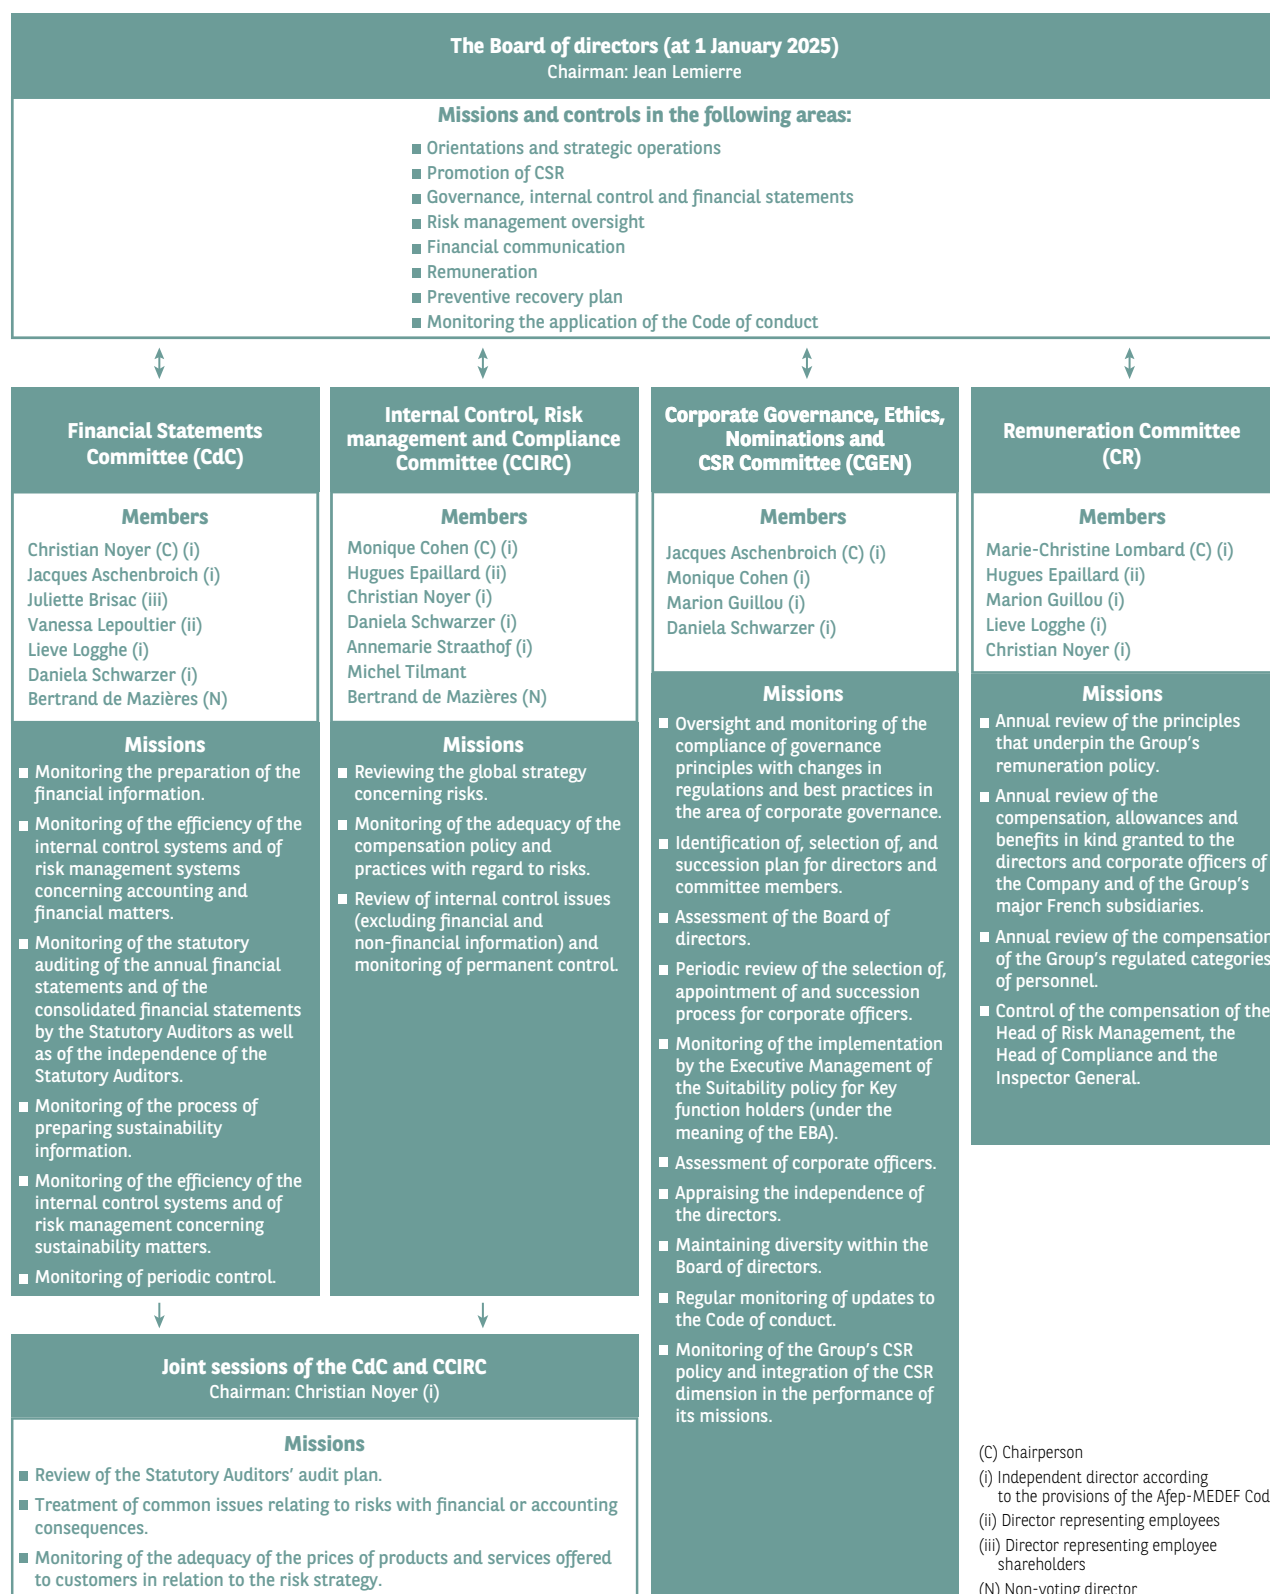 The Board of directors (at 1 January 2025)
Chairman: Jean Lemierre
Missions and controls in the following areas:
■ Orientations and strategic operations
■ Promotion of CSR
■ Governance, internal control and financial statements
■ Risk management oversight
■ Financial communication
■ Remuneration
■ Preventive recovery plan
■ Monitoring the application of the Code of conduct
Financial Statements
Committee (CdC)
Members
Christian Noyer (C) (i)
Jacques Aschenbroich (i)
Juliette Brisac (iii)
Vanessa Lepoultier (ii)
Lieve Logghe (i)
Daniela Schwarzer (i)
Bertrand de Mazières (N)
Missions
■ Monitoring the preparation of the
financial information.
■ Monitoring of the efficiency of the
internal control systems and of
risk management systems
concerning accounting and
financial matters.
■ Monitoring of the statutory
auditing of the annual financial
statements and of the
consolidated financial statements
by the Statutory Auditors as well
as of the independence of the
Statutory Auditors.
■ Monitoring of the process of
preparing sustainability
information.
■ Monitoring of the efficiency of the
internal control systems and of
risk management concerning
sustainability matters.
■ Monitoring of periodic control.
Internal Control, Risk
management and Compliance
Committee (CCIRC)
Members
Monique Cohen (C) (i)
Hugues Epaillard (ii)
Christian Noyer (i)
Daniela Schwarzer (i)
Annemarie Straathof (i)
Michel Tilmant
Bertrand de Mazières (N)
Missions
■ Reviewing the global strategy
concerning risks.
■ Monitoring of the adequacy of the
compensation policy and
practices with regard to risks.
■ Review of internal control issues
(excluding financial and
non-financial information) and
monitoring of permanent control.
Joint sessions of the CdC and CCIRC
Chairman: Christian Noyer (i)
Missions
■ Review of the Statutory Auditors’ audit plan.
■ Treatment of common issues relating to risks with financial or accounting
consequences.
■ Monitoring of the adequacy of the prices of products and services offered
to customers in relation to the risk strategy.
Corporate Governance, Ethics,
Nominations and
CSR Committee (CGEN)
Members
Jacques Aschenbroich (C) (i)
Monique Cohen (i)
Marion Guillou (i)
Daniela Schwarzer (i)
Missions
■ Oversight and monitoring of the
compliance of governance
principles with changes in
regulations and best practices in
the area of corporate governance.
■ Identification of, selection of, and
succession plan for directors and
committee members.
■ Assessment of the Board of
directors.
■ Periodic review of the selection of,
appointment of and succession
process for corporate officers.
■ Monitoring of the implementation
by the Executive Management of
the Suitability policy for Key
function holders (under the
meaning of the EBA).
■ Assessment of corporate officers.
■ Appraising the independence of
the directors.
■ Maintaining diversity within the
Board of directors.
■ Regular monitoring of updates to
the Code of conduct.
■ Monitoring of the Group’s CSR
policy and integration of the CSR
dimension in the performance of
its missions.
Remuneration Committee
(CR)
Members
Marie-Christine Lombard (C) (i)
Hugues Epaillard (ii)
Marion Guillou (i)
Lieve Logghe (i)
Christian Noyer (i)
Missions
■ Annual review of the principles
that underpin the Group’s
remuneration policy.
■ Annual review of the
compensation, allowances and
benefits in kind granted to the
directors and corporate officers of
the Company and of the Group’s
major French subsidiaries.
■ Annual review of the compensation
of the Group’s regulated categories
of personnel.
■ Control of the compensation of the
Head of Risk Management, the
Head of Compliance and the
Inspector General.
(C) Chairperson
(i) Independent director according
to the provisions of the Afep-MEDEF Cod
(ii) Director representing employees
(iii) Director representing employee
shareholders
(N) Non-voting director